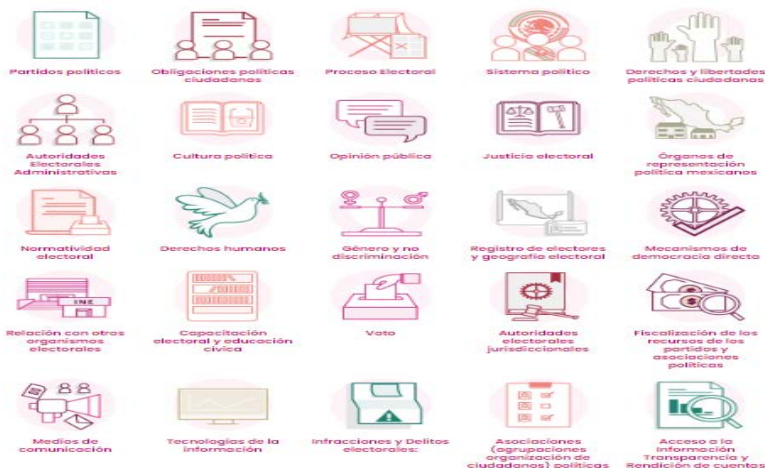 Partidos políticos
Obligaciones políticas
ciudadanas
Proceso Electoral
Sistema político
Derechos y libertades
políticas ciudadanas
Autoridades
Electorales
Administrativas
Cultura política
Opinión pública
Justicia electoral
Órganos de
representación
política mexicanos
Normatividad
electoral
Derechos humanos
Género y no
discriminación
Registro de electores
y geografía electoral
Mecanismos de
democracia directa
INE
Relación con otros
organismos
electorales
Capacitación
electoral y educación
cívica
Voto
Autoridades
electorales
jurisdiccionales
Fiscalización de los
recursos de los
partidos y
asociaciones
políticas
Medios de
comunicación
Tecnologías de la
información
Infracciones y Delitos
electorales:
Asociaciones
(agrupaciones
organización de
ciudadanos) políticas
Acceso a la
Información
Transparencia y
Rendición de cuentas